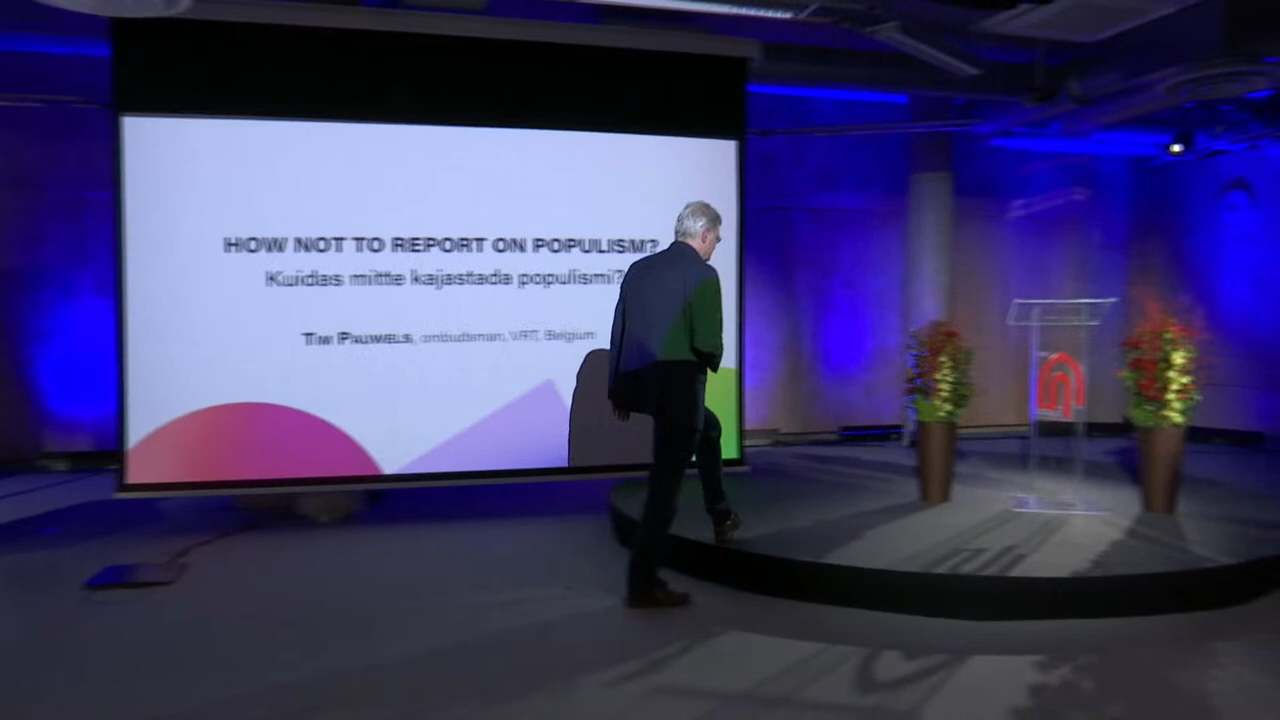 HOW NOT TO REPORT ON POPULISM?
Kuidas mitte kajastada populismi?
Tim Pauwels, ombudsman, VRT, Belgium